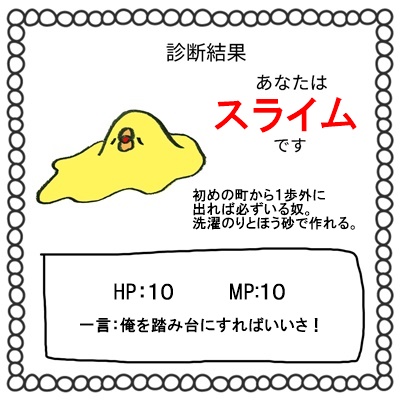 診断結果
あなたは
スライム
です
初めの町から1歩外に
出れば必ずいる奴。
洗濯のりとほう砂で作れる。
HP:10 MP:10
一言:俺を踏み台にすればいいさ!